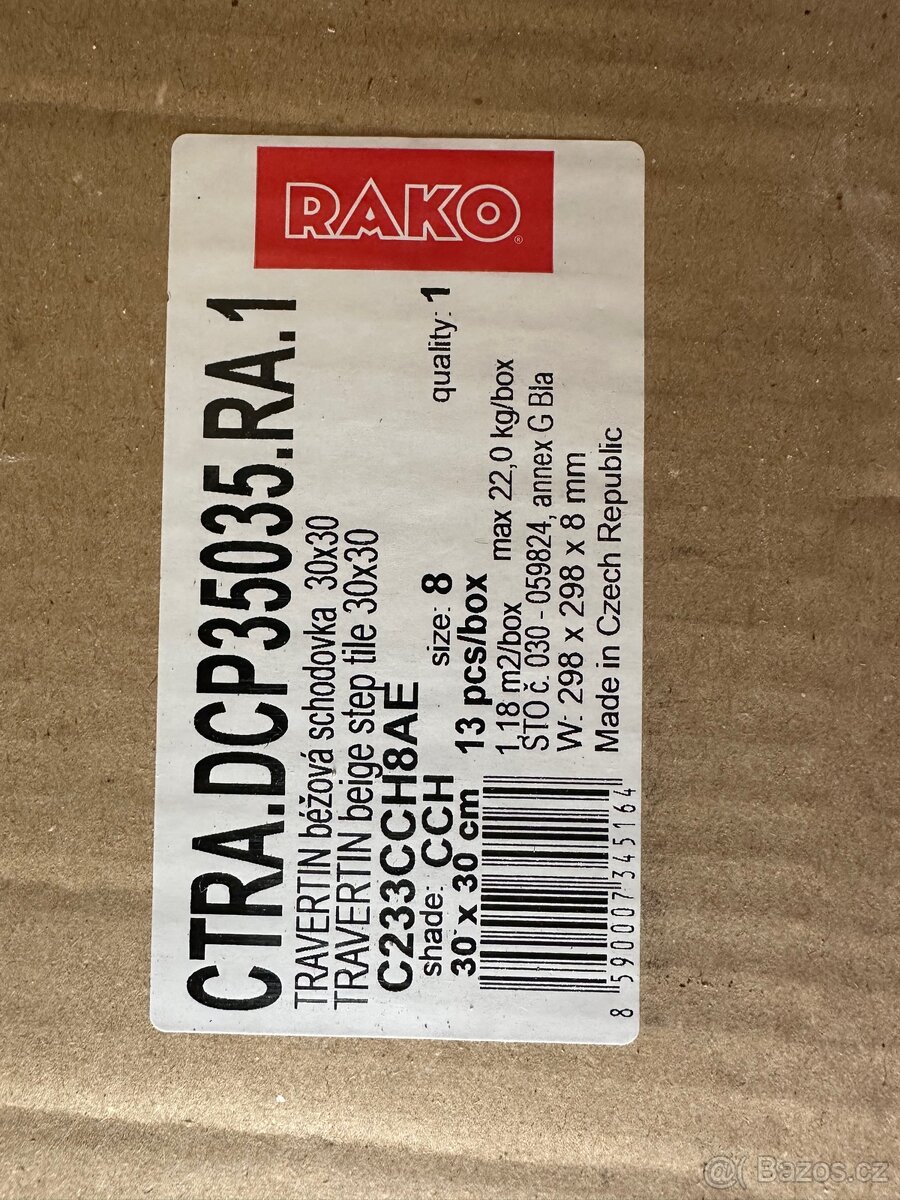 RAKO
CTRA.DCP35035.RA.1
TRAVERTIN béžová schodovka 30x30
TRAVERTIN beige step tile 30x30
C233CCH8AE
shade: CCH size: 8 quality: 1
30 x 30 cm 13 pcs/box
1,18 m2/box max 22,0 kg/box
STO č. 030 - 059824, annex G BIa
W: 298 x 298 x 8 mm
Made in Czech Republic
8 590007 345164
Bazos.cz